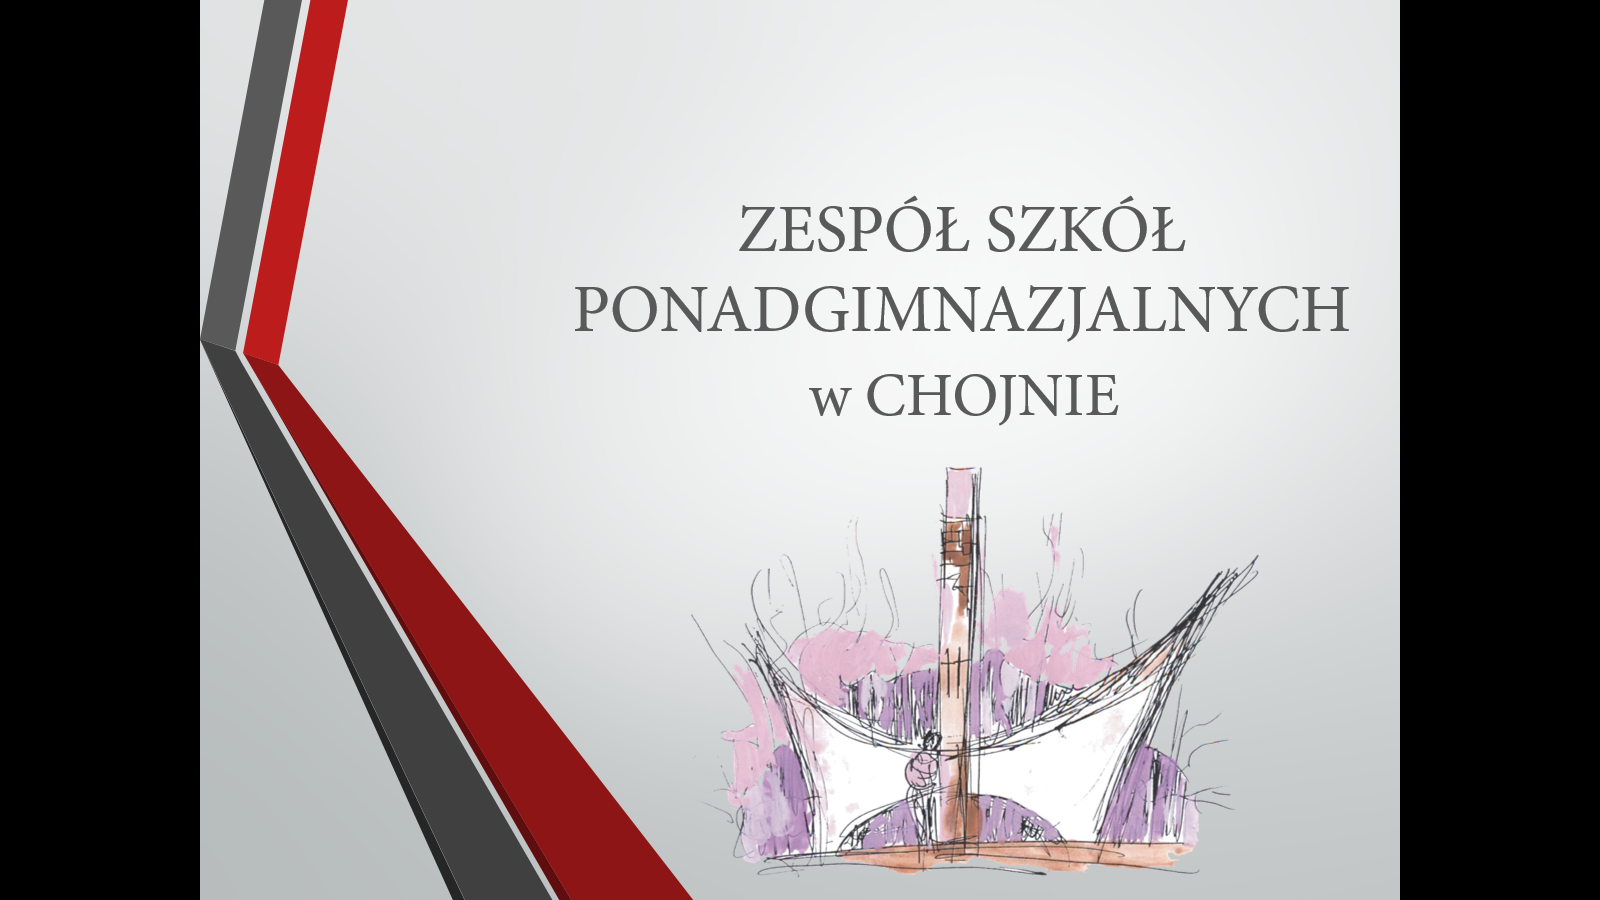 ZESPÓŁ SZKÓŁ
PONADGIMNAZJALNYCH
w CHOJNIE